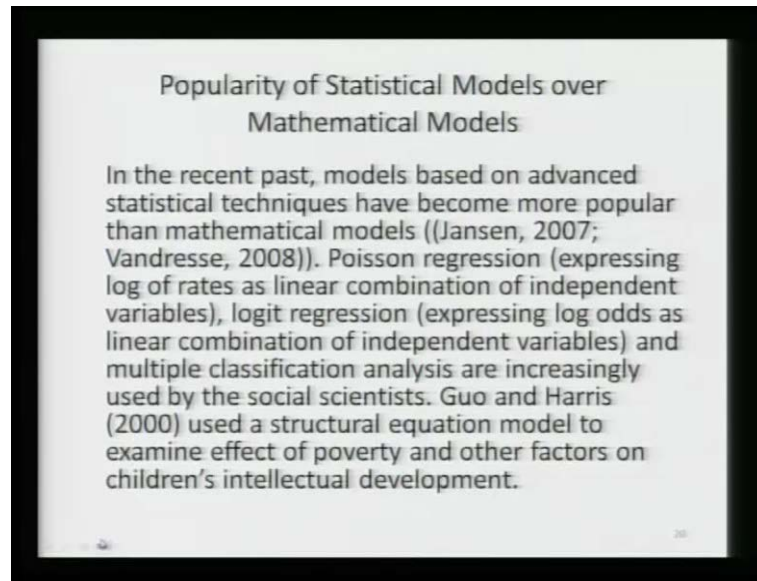 Popularity of Statistical Models over
Mathematical Models
In the recent past, models based on advanced
statistical techniques have become more popular
than mathematical models ((Jansen, 2007;
Vandresse, 2008)). Poisson regression (expressing
log of rates as linear combination of independent
variables), logit regression (expressing log odds as
linear combination of independent variables) and
multiple classification analysis are increasingly
used by the social scientists. Guo and Harris
(2000) used a structural equation model to
examine effect of poverty and other factors on
children's intellectual development.
20